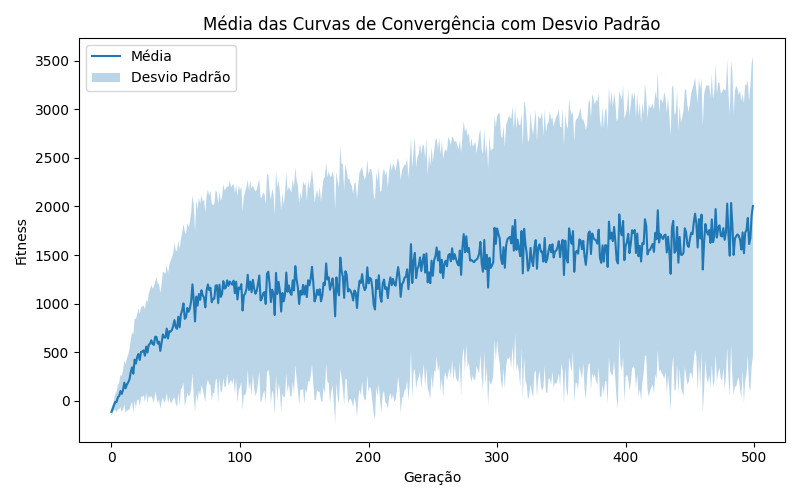 Média das Curvas de Convergência com Desvio Padrão
Média
Desvio Padrão
Fitness
3500
3000
2500
2000
1500
1000
500
0
0 100 200 300 400 500
Geração